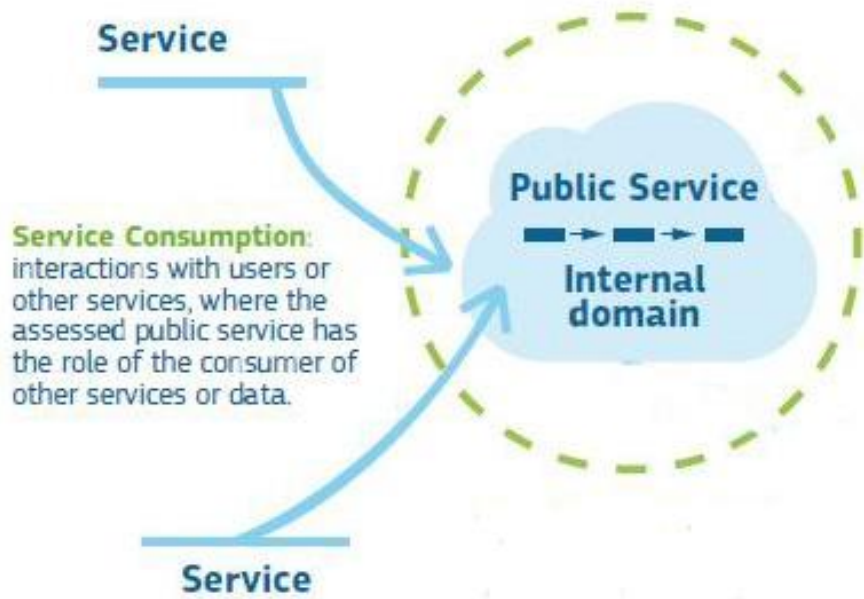 Service
Public Service
Internal
domain
Service Consumption:
interactions with users or
other services, where the
assessed public service has
the role of the consumer of
other services or data.
Service